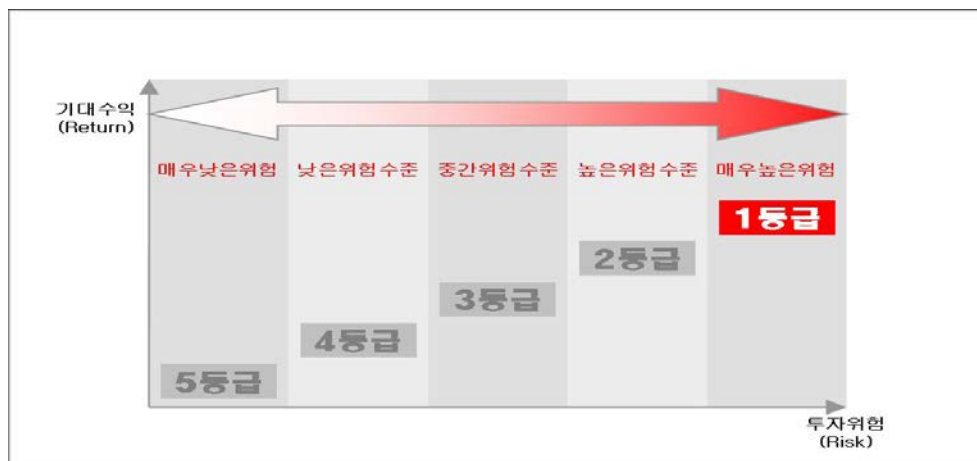 기대수익
(Return)
매우낮은위험 낮은위험수준 중간위험수준 높은위험수준 매우높은위험
1등급
2등급
3등급
4등급
5등급
투자위험
(Risk)